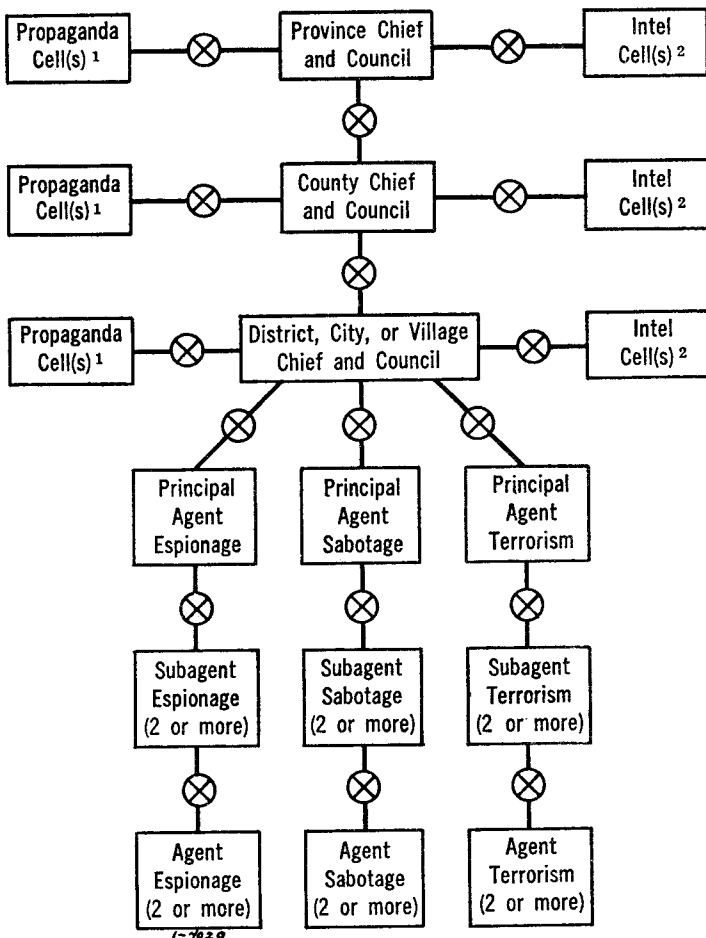 Propaganda
Cell(s) 1
Province Chief
and Council
Intel
Cell(s) 2
Propaganda
Cell(s) 1
County Chief
and Council
Intel
Cell(s) 2
Propaganda
Cell(s) 1
District, City, or Village
Chief and Council
Intel
Cell(s) 2
Principal
Agent
Espionage
Principal
Agent
Sabotage
Principal
Agent
Terrorism
Subagent
Espionage
(2 or more)
Subagent
Sabotage
(2 or more)
Subagent
Terrorism
(2 or more)
Agent
Espionage
(2 or more)
Agent
Sabotage
(2 or more)
Agent
Terrorism
(2 or more)